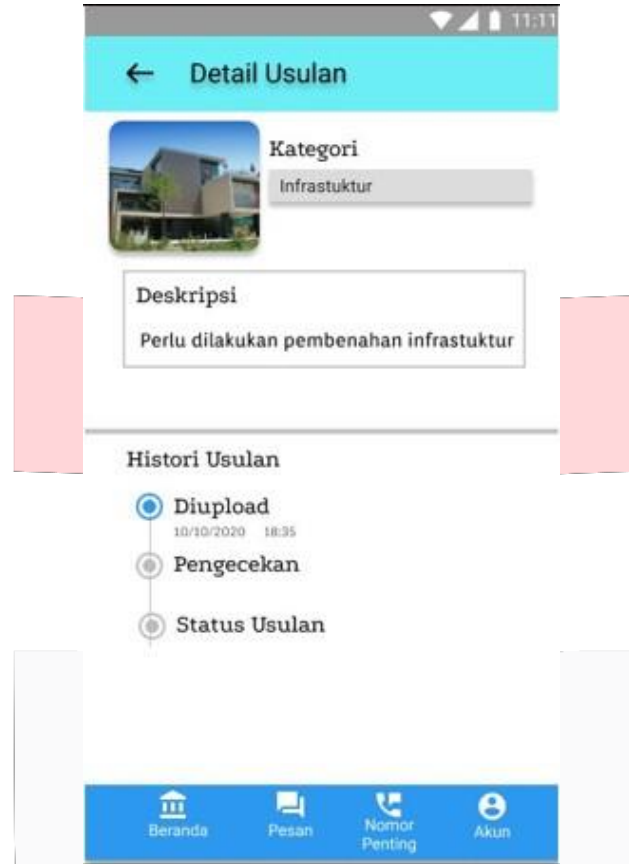 11:11
Detail Usulan
Kategori
Infrastuktur
Deskripsi
Perlu dilakukan pembenahan infrastuktur
Histori Usulan
Diupload
10/10/2020 18:35
Pengecekan
Status Usulan
Beranda
Pesan
Nomor
Penting
Akun